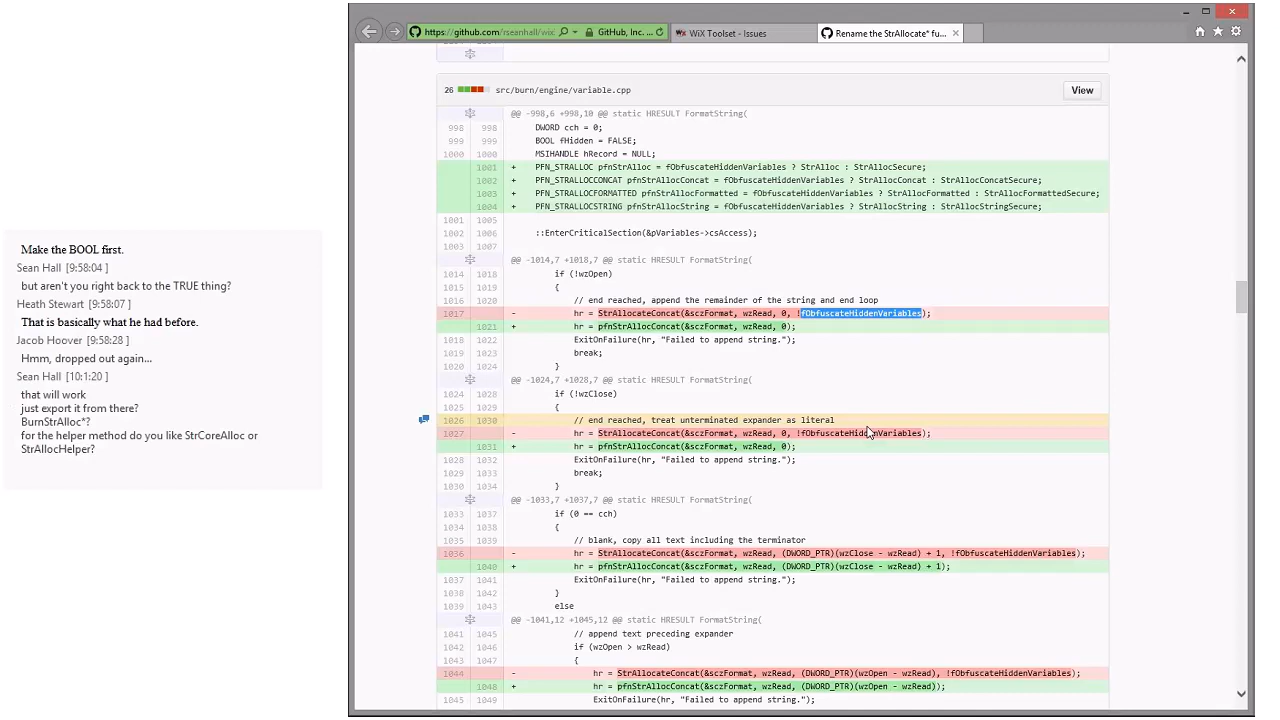 Make the BOOL first.
Sean Hall [9:58:04 ]
but aren't you right back to the TRUE thing?
Heath Stewart [9:58:07 ]
That is basically what he had before.
Jacob Hoover [9:58:28 ]
Hmm, dropped out again...
Sean Hall [10:1:20 ]
that will work
just export it from there?
BurnStrAlloc*?
for the helper method do you like StrCoreAlloc or
StrAllocHelper?
https://github.com/rseanhall/wix GitHub, Inc. ... WiX Toolset - Issues Rename the StrAllocate* fu...
26 src/burn/engine/variable.cpp View
@@ -998,6 +998,10 @@ static HRESULT FormatString(
998 998 DWORD cch = 0;
999 999 BOOL fHidden = FALSE;
1000 1000 MSIHANDLE hRecord = NULL;
1001 + PFN_STRALLOC pfnStrAlloc = fObfuscateHiddenVariables ? StrAlloc : StrAllocSecure;
1002 + PFN_STRALLOCCONCAT pfnStrAllocConcat = fObfuscateHiddenVariables ? StrAllocConcat : StrAllocConcatSecure;
1003 + PFN_STRALLOCFORMATTED pfnStrAllocFormatted = fObfuscateHiddenVariables ? StrAllocFormatted : StrAllocFormattedSecure;
1004 + PFN_STRALLOCSTRING pfnStrAllocString = fObfuscateHiddenVariables ? StrAllocString : StrAllocStringSecure;
1001 1005
1002 1006 ::EnterCriticalSection(&pVariables->csAccess);
1003 1007
@@ -1014,7 +1018,7 @@ static HRESULT FormatString(
1014 1018 if (!wzOpen)
1015 1019 {
1016 1020 // end reached, append the remainder of the string and end loop
1017 - hr = StrAllocateConcat(&sczFormat, wzRead, 0, !fObfuscateHiddenVariables);
1021 + hr = pfnStrAllocConcat(&sczFormat, wzRead, 0);
1018 1022 ExitOnFailure(hr, "Failed to append string.");
1019 1023 break;
1020 1024 }
@@ -1024,7 +1028,7 @@ static HRESULT FormatString(
1024 1028 if (!wzClose)
1025 1029 {
1026 1030 // end reached, treat unterminated expander as literal
1027 - hr = StrAllocateConcat(&sczFormat, wzRead, 0, !fObfuscateHiddenVariables);
1031 + hr = pfnStrAllocConcat(&sczFormat, wzRead, 0);
1028 1032 ExitOnFailure(hr, "Failed to append string.");
1029 1033 break;
1030 1034 }
@@ -1033,7 +1037,7 @@ static HRESULT FormatString(
1033 1037 if (0 == cch)
1034 1038 {
1035 1039 // blank, copy all text including the terminator
1036 - hr = StrAllocateConcat(&sczFormat, wzRead, (DWORD_PTR)(wzClose - wzRead) + 1, !fObfuscateHiddenVariables);
1040 + hr = pfnStrAllocConcat(&sczFormat, wzRead, (DWORD_PTR)(wzClose - wzRead) + 1);
1037 1041 ExitOnFailure(hr, "Failed to append string.");
1038 1042 }
1039 1043 else
@@ -1041,12 +1045,12 @@ static HRESULT FormatString(
1041 1045 // append text preceding expander
1042 1046 if (wzOpen > wzRead)
1043 1047 {
1044 - hr = StrAllocateConcat(&sczFormat, wzRead, (DWORD_PTR)(wzOpen - wzRead), !fObfuscateHiddenVariables);
1048 + hr = pfnStrAllocConcat(&sczFormat, wzRead, (DWORD_PTR)(wzOpen - wzRead));
1045 1049 ExitOnFailure(hr, "Failed to append string.");